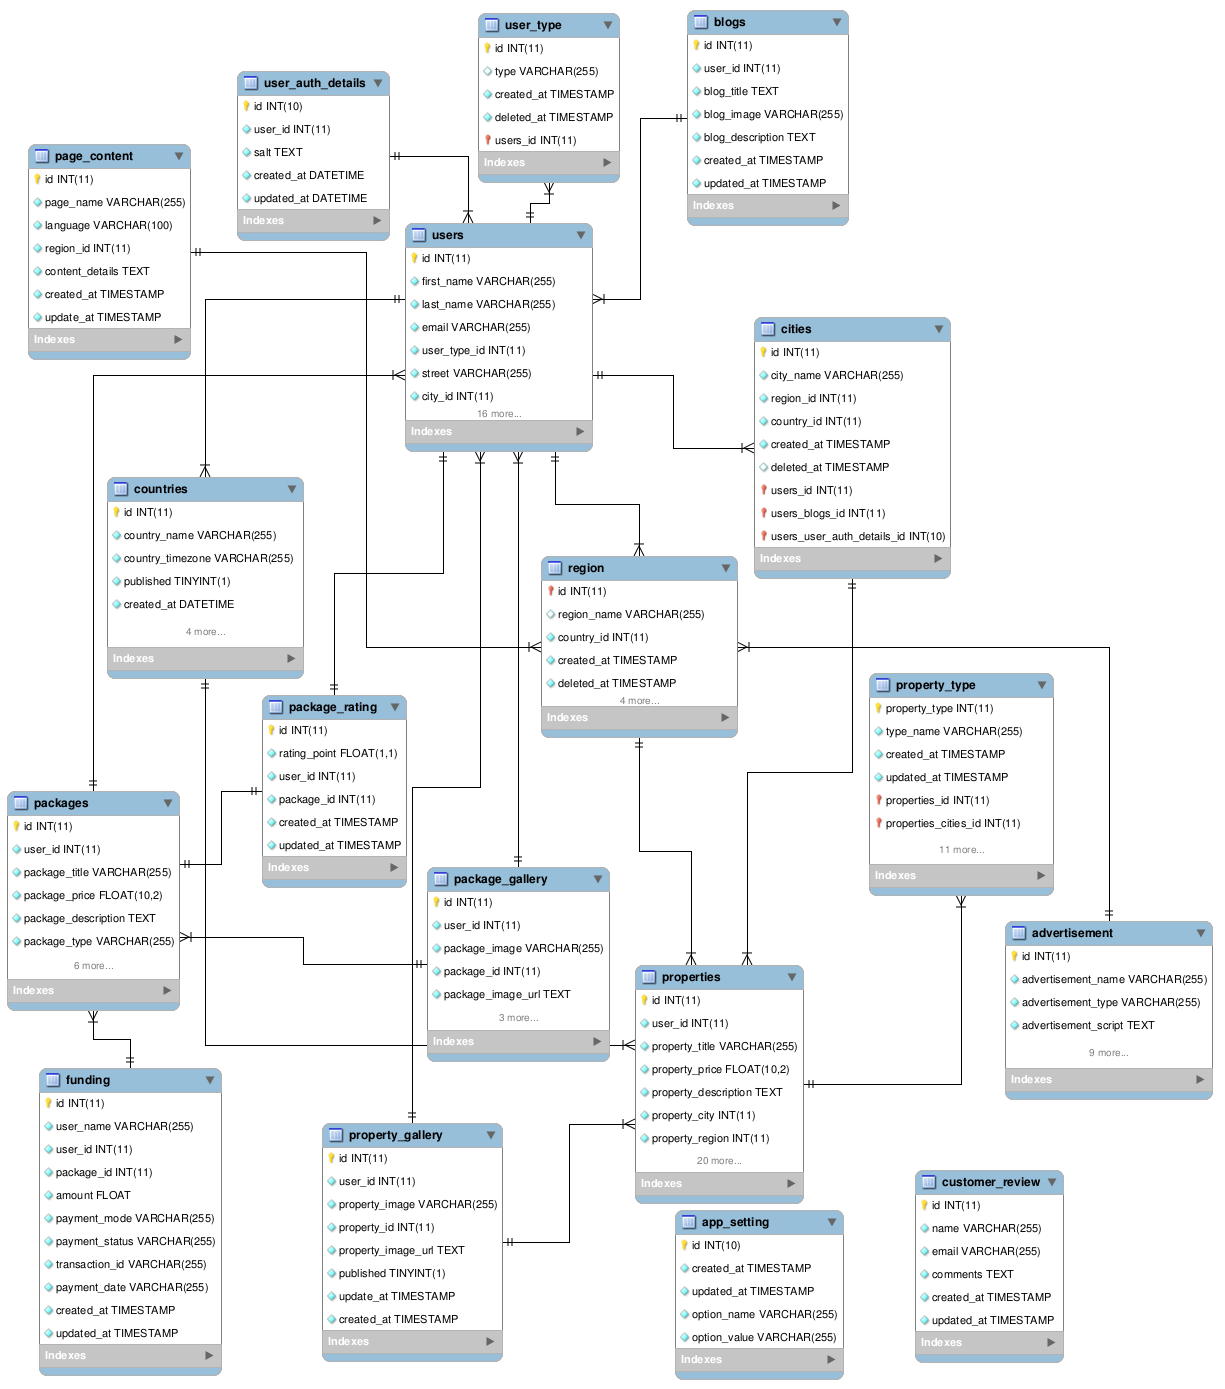 user_type
id INT(11)
type VARCHAR(255)
created_at TIMESTAMP
deleted_at TIMESTAMP
users_id INT(11)
Indexes
blogs
id INT(11)
user_id INT(11)
blog_title TEXT
blog_image VARCHAR(255)
blog_description TEXT
created_at TIMESTAMP
updated_at TIMESTAMP
Indexes
user_auth_details
id INT(10)
user_id INT(11)
salt TEXT
created_at DATETIME
updated_at DATETIME
Indexes
page_content
id INT(11)
page_name VARCHAR(255)
language VARCHAR(100)
region_id INT(11)
content_details TEXT
created_at TIMESTAMP
update_at TIMESTAMP
Indexes
users
id INT(11)
first_name VARCHAR(255)
last_name VARCHAR(255)
email VARCHAR(255)
user_type_id INT(11)
street VARCHAR(255)
city_id INT(11)
16 more...
Indexes
cities
id INT(11)
city_name VARCHAR(255)
region_id INT(11)
country_id INT(11)
created_at TIMESTAMP
deleted_at TIMESTAMP
users_id INT(11)
users_blogs_id INT(11)
users_user_auth_details_id INT(10)
Indexes
countries
id INT(11)
country_name VARCHAR(255)
country_timezone VARCHAR(255)
published TINYINT(1)
created_at DATETIME
4 more...
Indexes
region
id INT(11)
region_name VARCHAR(255)
country_id INT(11)
created_at TIMESTAMP
deleted_at TIMESTAMP
4 more...
Indexes
property_type
property_type INT(11)
type_name VARCHAR(255)
created_at TIMESTAMP
updated_at TIMESTAMP
properties_id INT(11)
properties_cities_id INT(11)
11 more...
Indexes
package_rating
id INT(11)
rating_point FLOAT(1,1)
user_id INT(11)
package_id INT(11)
created_at TIMESTAMP
updated_at TIMESTAMP
Indexes
packages
id INT(11)
user_id INT(11)
package_title VARCHAR(255)
package_price FLOAT(10,2)
package_description TEXT
package_type VARCHAR(255)
6 more...
Indexes
package_gallery
id INT(11)
user_id INT(11)
package_image VARCHAR(255)
package_id INT(11)
package_image_url TEXT
3 more...
Indexes
advertisement
id INT(11)
advertisement_name VARCHAR(255)
advertisement_type VARCHAR(255)
advertisement_script TEXT
9 more...
Indexes
properties
id INT(11)
user_id INT(11)
property_title VARCHAR(255)
property_price FLOAT(10,2)
property_description TEXT
property_city INT(11)
property_region INT(11)
20 more...
Indexes
funding
id INT(11)
user_name VARCHAR(255)
user_id INT(11)
package_id INT(11)
amount FLOAT
payment_mode VARCHAR(255)
payment_status VARCHAR(255)
transaction_id VARCHAR(255)
payment_date VARCHAR(255)
created_at TIMESTAMP
updated_at TIMESTAMP
Indexes
property_gallery
id INT(11)
user_id INT(11)
property_image VARCHAR(255)
property_id INT(11)
property_image_url TEXT
published TINYINT(1)
update_at TIMESTAMP
created_at TIMESTAMP
Indexes
app_setting
id INT(10)
created_at TIMESTAMP
updated_at TIMESTAMP
option_name VARCHAR(255)
option_value VARCHAR(255)
Indexes
customer_review
id INT(11)
name VARCHAR(255)
email VARCHAR(255)
comments TEXT
created_at TIMESTAMP
updated_at TIMESTAMP
Indexes